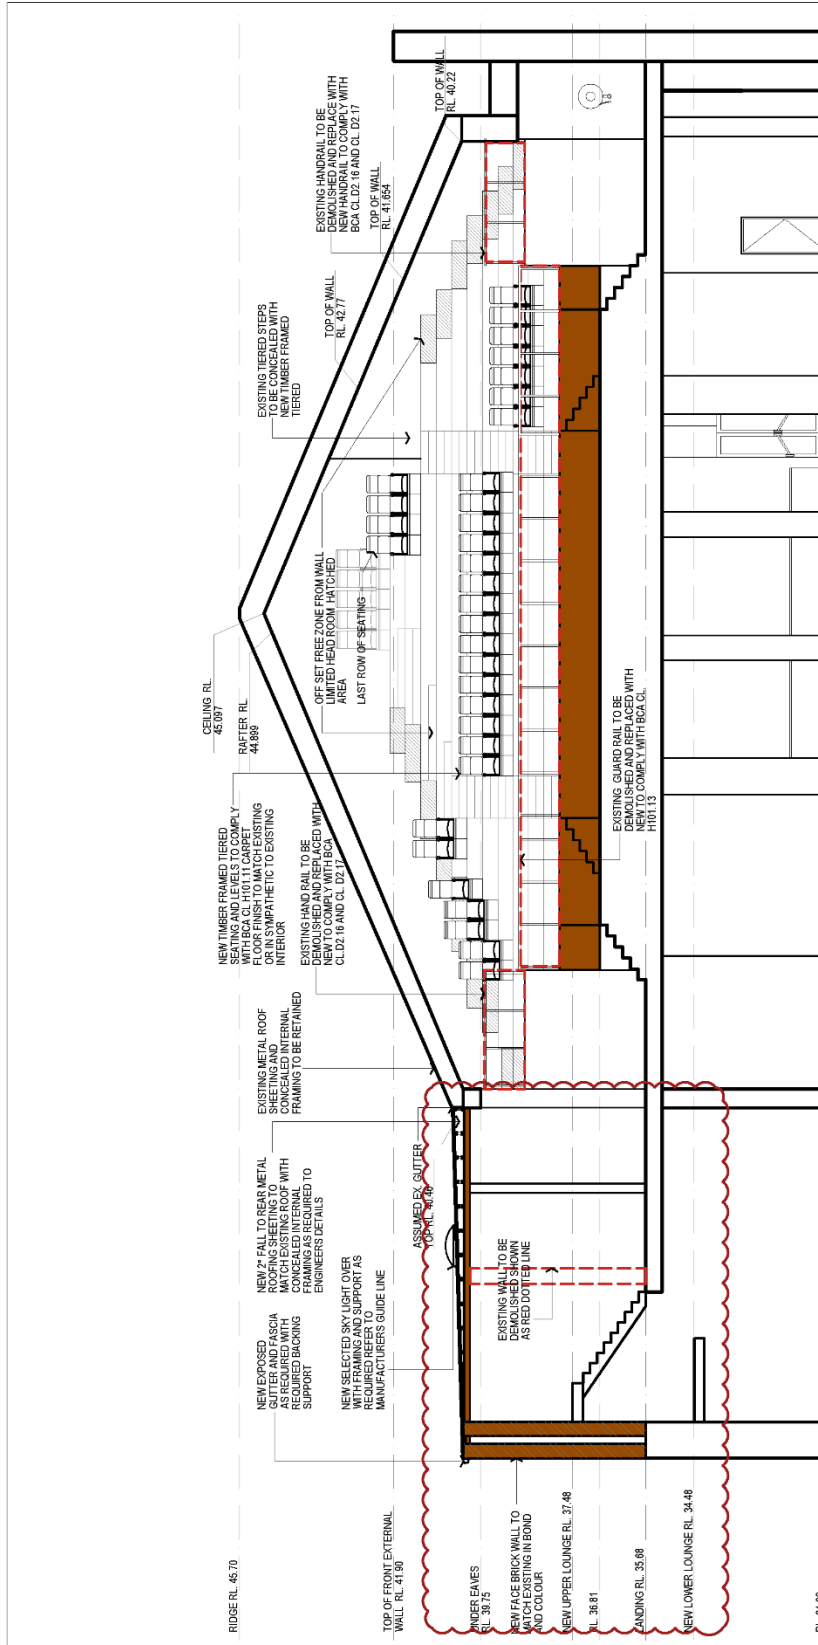 RIDGE RL. 45.70
TOP OF FRONT EXTERNAL
WALL RL. 41.90
UNDER EAVES
RL. 39.75
NEW FACE BRICK WALL TO
MATCH EXISTING IN BOND
AND COLOUR
NEW UPPER LOUNGE RL. 37.48
RL. 36.81
LANDING RL. 35.68
NEW LOWER LOUNGE RL. 34.48
NEW EXPOSED
GUTTER AND FASCIA
AS REQUIRED WITH
REQUIRED BACKING
SUPPORT
NEW SELECTED SKY LIGHT OVER
WITH FRAMING AND SUPPORT AS
REQUIRED REFER TO
MANUFACTURERS GUIDE LINE
NEW 2° FALL TO REAR METAL
ROOFING SHEETING TO
MATCH EXISTING ROOF WITH
CONCEALED INTERNAL
FRAMING AS REQUIRED TO
ENGINEERS DETAILS
EXISTING WALL TO BE
DEMOLISHED SHOWN
AS RED DOTTED LINE
ASSUMED EX. GUTTER
TOP RL. 40.46
EXISTING METAL ROOF
SHEETING AND
CONCEALED INTERNAL
FRAMING TO BE RETAINED
NEW TIMBER FRAMED TIERED
SEATING AND LEVELS TO COMPLY
WITH BCA CL H101.11 CARPET
FLOOR FINISH TO MATCH EXISTING
OR IN SYMPATHETIC TO EXISTING
INTERIOR
EXISTING HAND RAIL TO BE
DEMOLISHED AND REPLACED WITH
NEW TO COMPLY WITH BCA
CL.D2.16 AND CL. D2.17
CEILING RL.
45.097
RAFTER RL.
44.899
OFF SET FREE ZONE FROM WALL
LIMITED HEAD ROOM HATCHED
AREA
LAST ROW OF SEATING
EXISTING GUARD RAIL TO BE
DEMOLISHED AND REPLACED WITH
NEW TO COMPLY WITH BCA CL.
H101.13
EXISTING TIERED STEPS
TO BE CONCEALED WITH
NEW TIMBER FRAMED
TIERED
TOP OF WALL
RL. 42.77
EXISTING HANDRAIL TO BE
DEMOLISHED AND REPLACE WITH
NEW HANDRAIL TO COMPLY WITH
BCA CL.D2.16 AND CL. D2.17
TOP OF WALL
RL. 41.654
TOP OF WALL
RL. 40.22